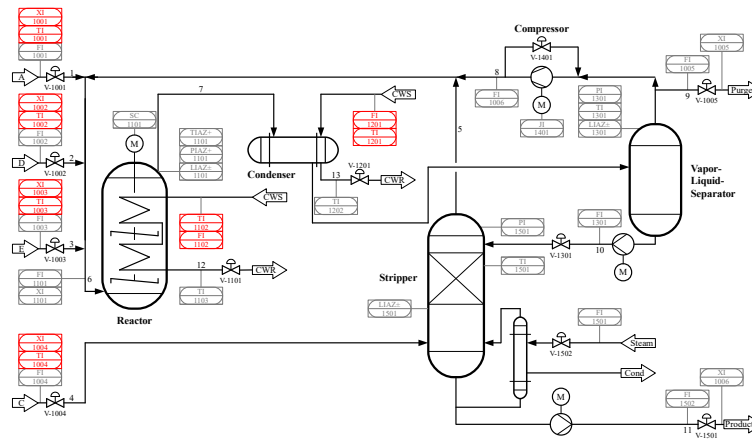 XI
1001
TI
1001
FI
1001
A
V-1001
1
XI
1002
TI
1002
FI
1002
D
V-1002
2
XI
1003
TI
1003
FI
1003
E
V-1003
3
FI
1101
XI
1101
6
XI
1004
TI
1004
FI
1004
C
V-1004
4
SC
1101
M
7
TIAZ+
1101
PIAZ+
1101
LIAZ±
1101
Reactor
CWS
TI
1102
FI
1102
12
V-1101
CWR
TI
1103
Condenser
CWS
FI
1201
TI
1201
13
V-1201
CWR
TI
1202
5
Compressor
V-1401
8
FI
1006
M
JI
1401
PI
1301
TI
1301
LIAZ±
1301
FI
1005
XI
1005
9
V-1005
Purge
Vapor-
Liquid-
Separator
PI
1501
TI
1501
FI
1301
V-1301
10
M
Stripper
LIAZ±
1501
FI
1501
V-1502
Steam
Cond
M
FI
1502
XI
1006
11
V-1501
Product